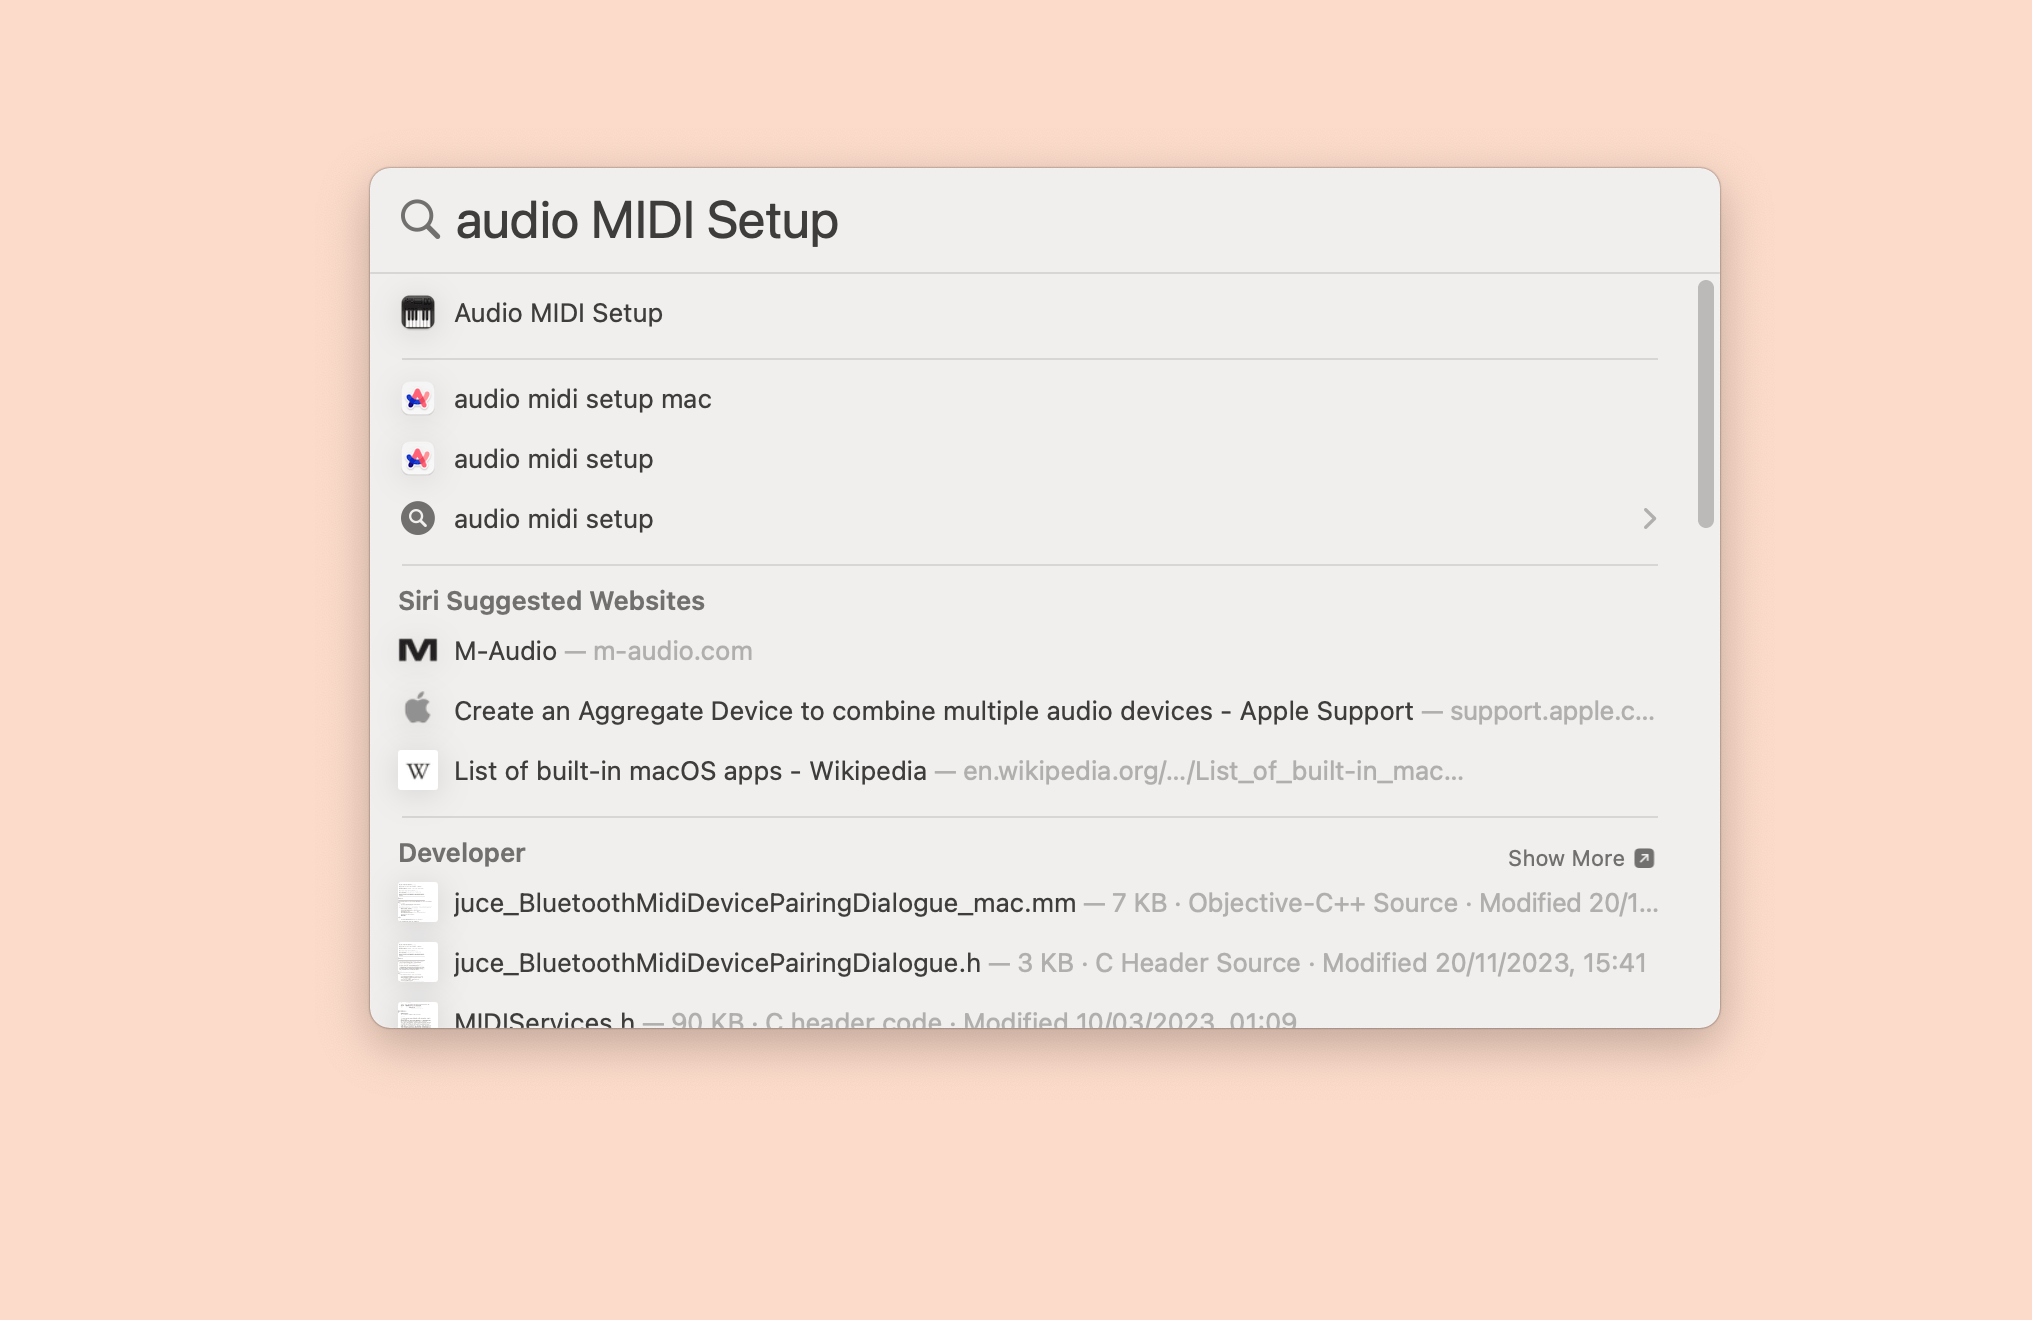 audio MIDI Setup
Audio MIDI Setup
audio midi setup mac
audio midi setup
audio midi setup
Siri Suggested Websites
M-Audio — m-audio.com
Create an Aggregate Device to combine multiple audio devices - Apple Support — support.apple.c...
W List of built-in macOS apps - Wikipedia — en.wikipedia.org/.../List_of_built-in_mac...
Developer
Show More
juce_BluetoothMidiDevicePairingDialogue_mac.mm — 7 KB · Objective-C++ Source · Modified 20/1...
juce_BluetoothMidiDevicePairingDialogue.h — 3 KB · C Header Source · Modified 20/11/2023, 15:41
MIDIServices.h — 90 KB · C header code · Modified 10/03/2023, 01:09